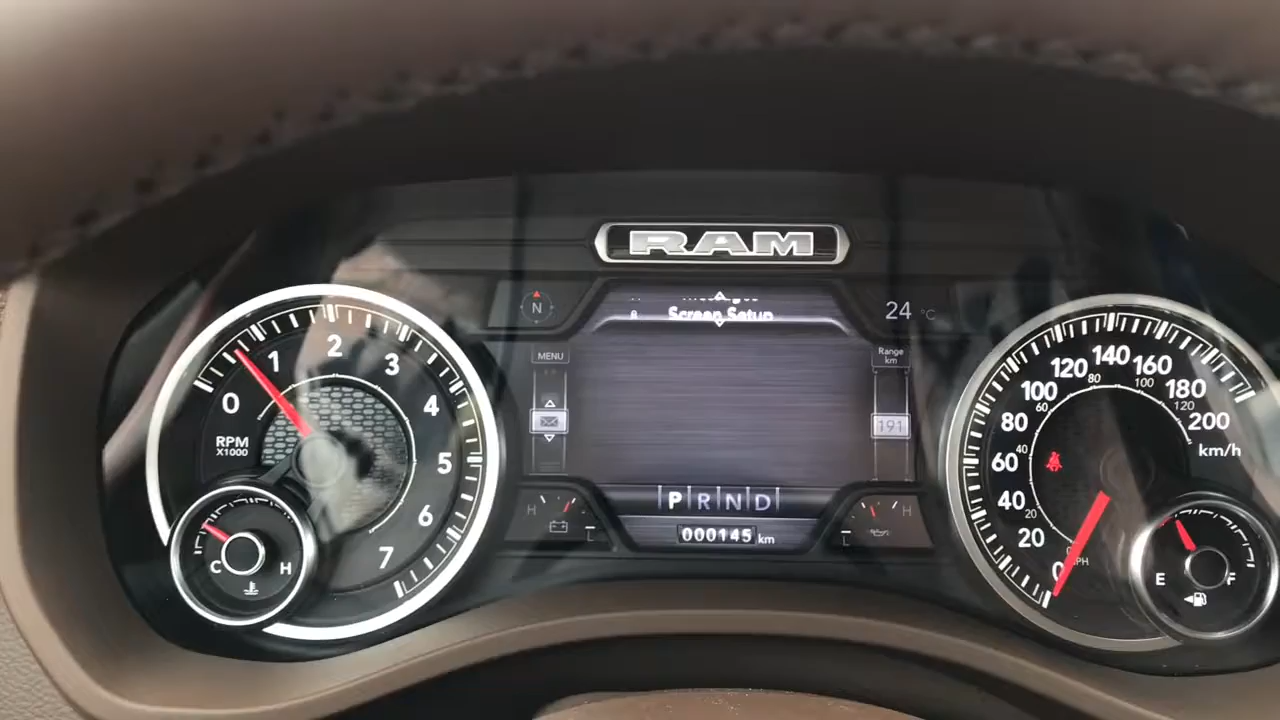 RAM
N
24 °C
Screen Setup
MENU
Range
km
191
0 1 2 3 4 5 6 7
RPM
X1000
C H
H
L
P R N D
000145 km
H
L
0 20 40 60 80 100 120 140 160 180 200
km/h
20 40 60 80 100 120
E F